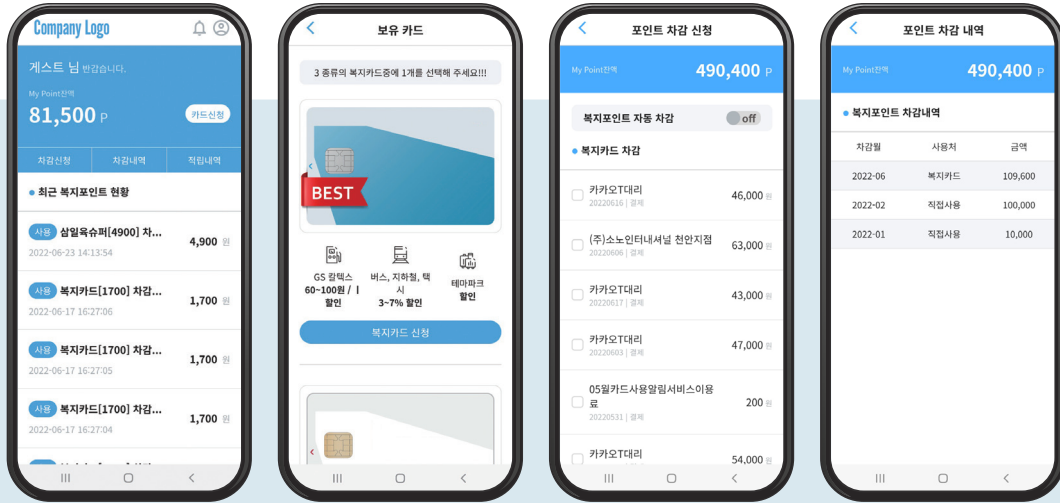 Company Logo
게스트 님 반갑습니다.
My Point잔액
81,500 P
카드신청
차감신청 차감내역 적립내역
최근 복지포인트 현황
사용 삼일육슈퍼[4900] 차...
4,900 원
2022-06-23 14:13:54
사용 복지카드[1700] 차감...
1,700 원
2022-06-17 16:27:06
사용 복지카드[1700] 차감...
1,700 원
2022-06-17 16:27:05
사용 복지카드[1700] 차감...
1,700 원
2022-06-17 16:27:04
보유 카드
3 종류의 복지카드중에 1개를 선택해 주세요!!!
BEST
GS 칼텍스
60~100원 / l
할인
버스, 지하철, 택
시
3~7% 할인
테마파크
할인
복지카드 신청
포인트 차감 신청
My Point잔액
490,400 P
복지포인트 자동 차감
off
복지카드 차감
카카오T대리
20220616 | 결제
46,000 원
(주)소노인터내셔널 천안지점
20220606 | 결제
63,000 원
카카오T대리
20220617 | 결제
43,000 원
카카오T대리
20220603 | 결제
47,000 원
05월카드사용알림서비스이용
료
20220531 | 결제
200 원
카카오T대리
54,000 원
포인트 차감 내역
My Point잔액
490,400 P
복지포인트 차감내역
차감월 사용처 금액
2022-06 복지카드 109,600
2022-02 직접사용 100,000
2022-01 직접사용 10,000